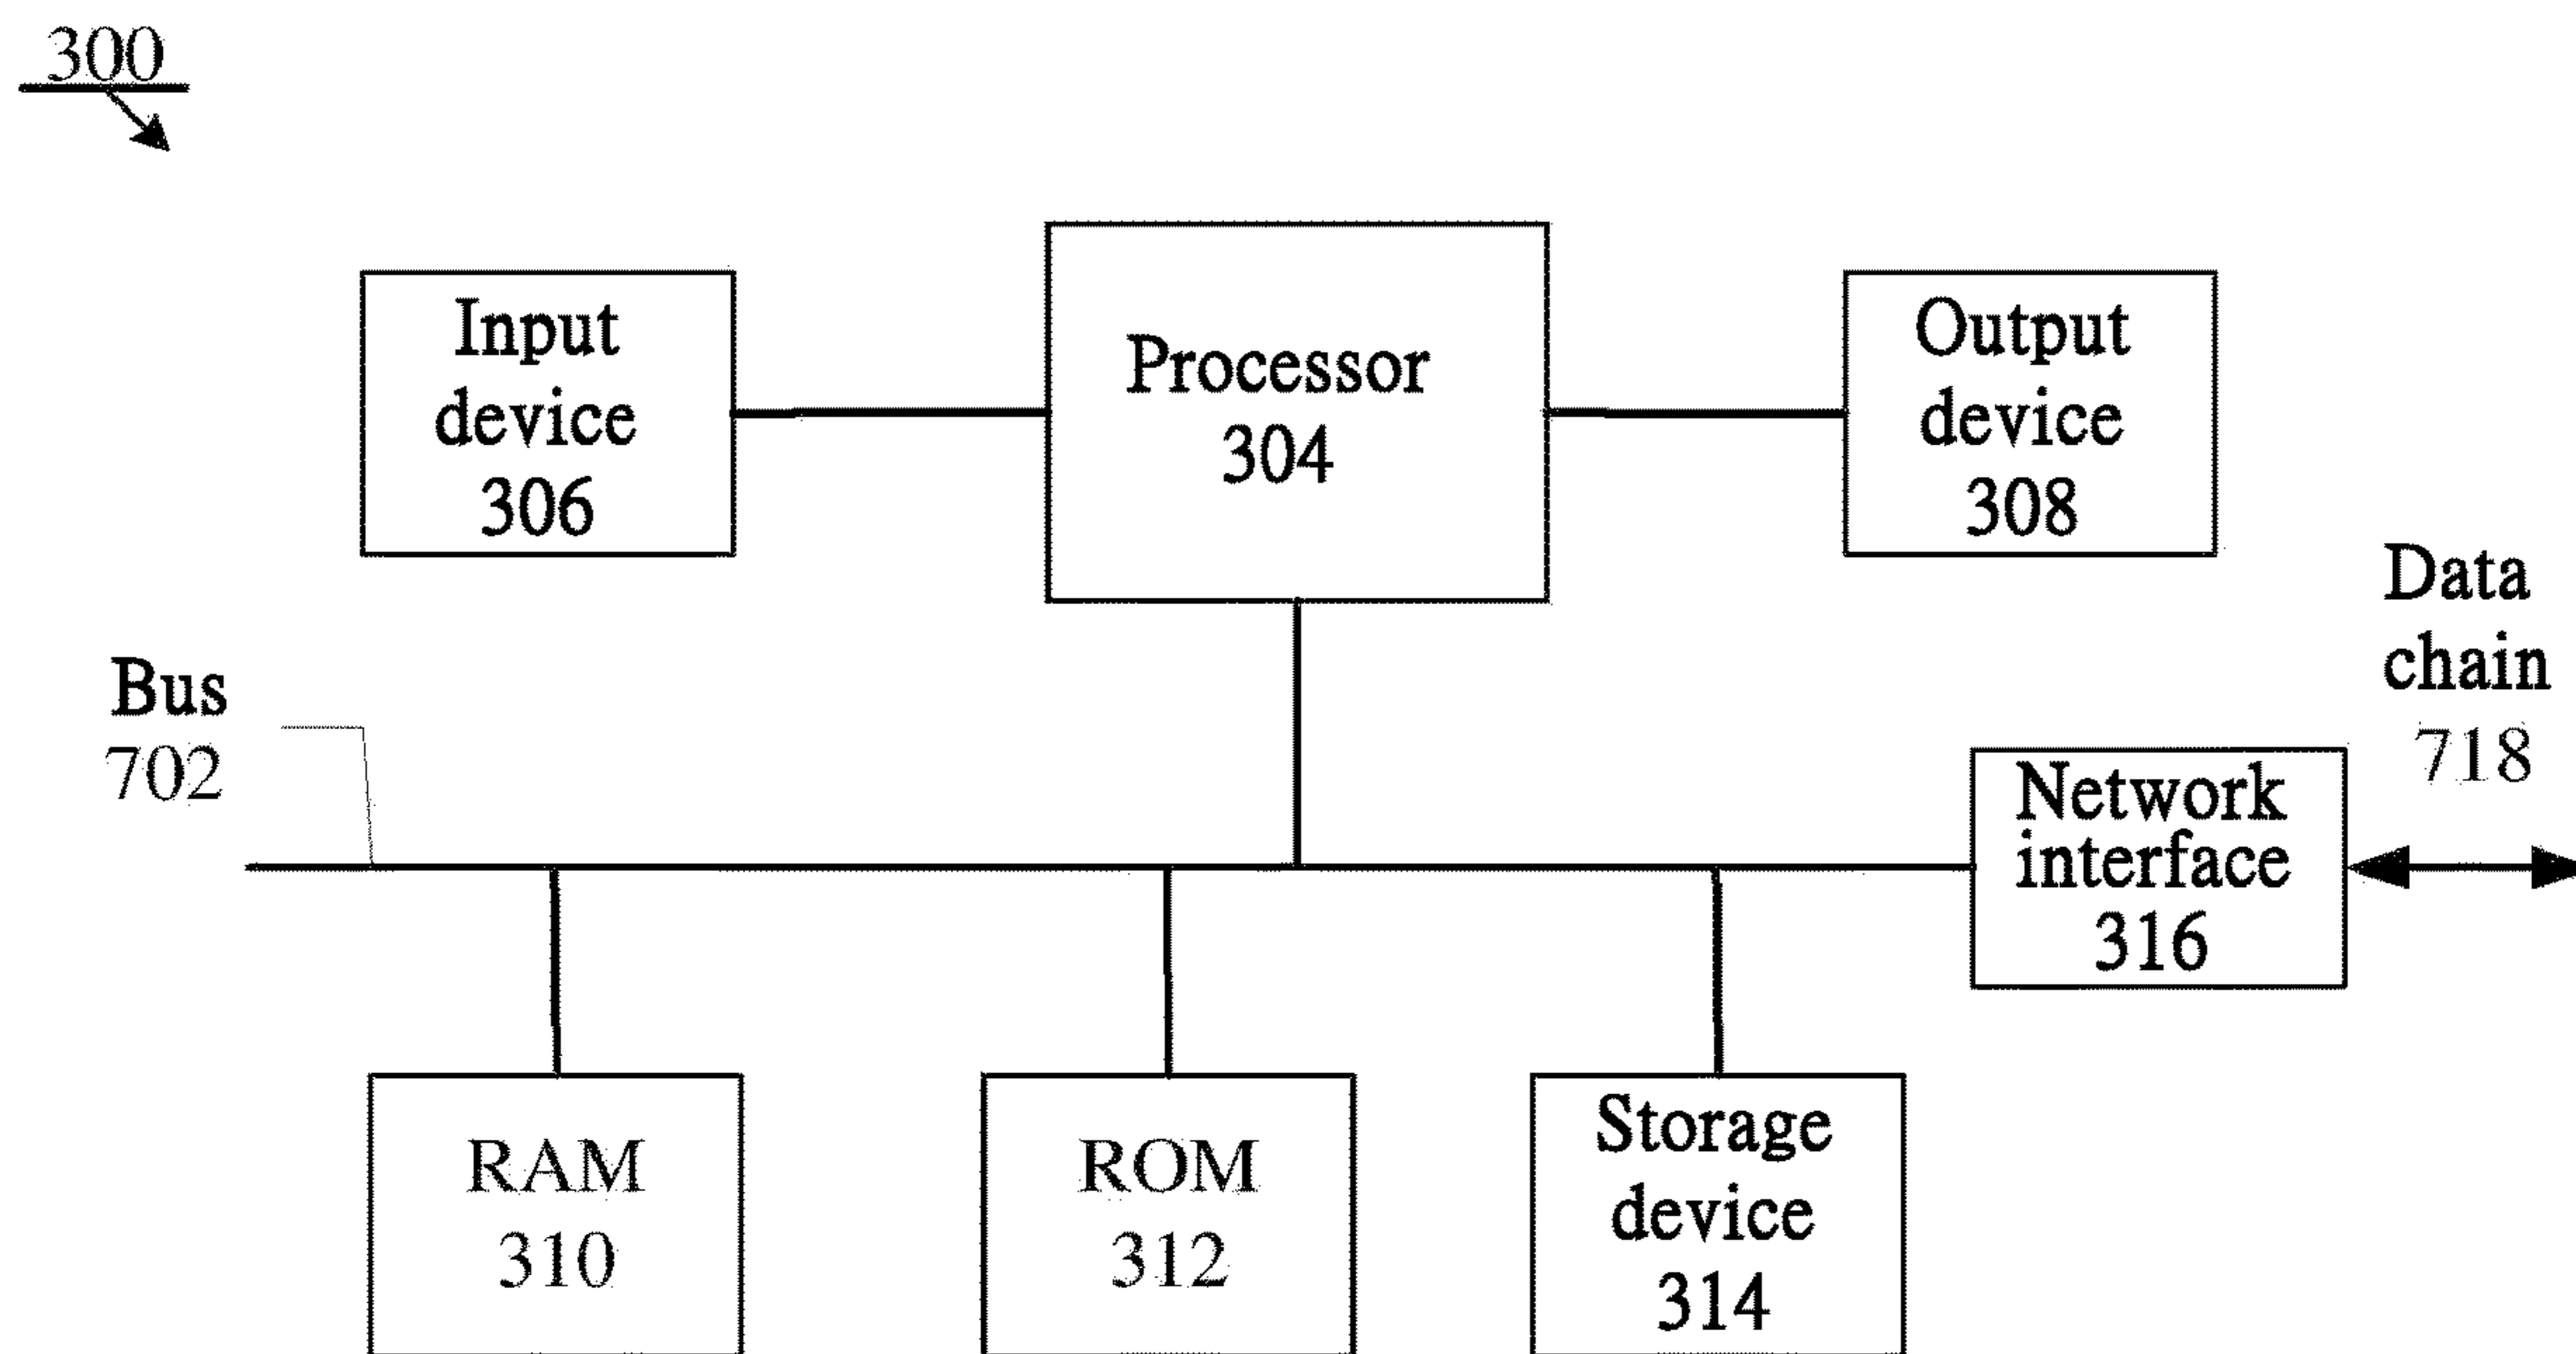 300
Input
device
306
Processor
304
Output
device
308
Bus
702
Data
chain
718
Network
interface
316
RAM
310
ROM
312
Storage
device
314